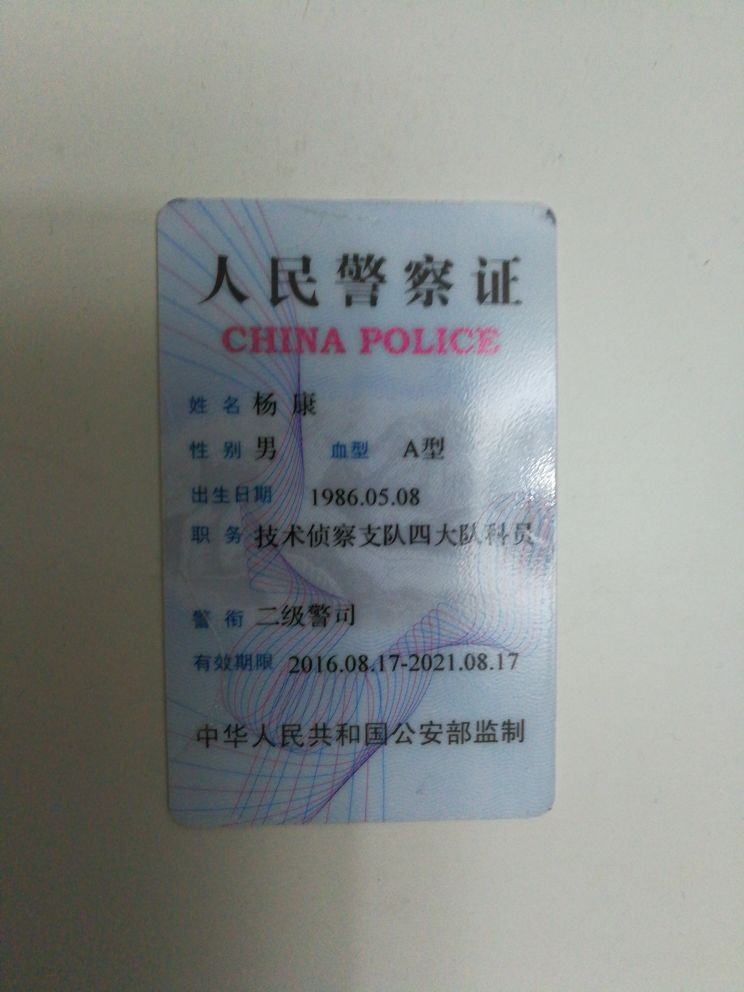 人民警察证
CHINA POLICE
姓名 杨 康
性别 男 血型 A型
出生日期 1986.05.08
职务 技术侦察支队四大队科员
警衔 二级警司
有效期限 2016.08.17-2021.08.17
中华人民共和国公安部监制